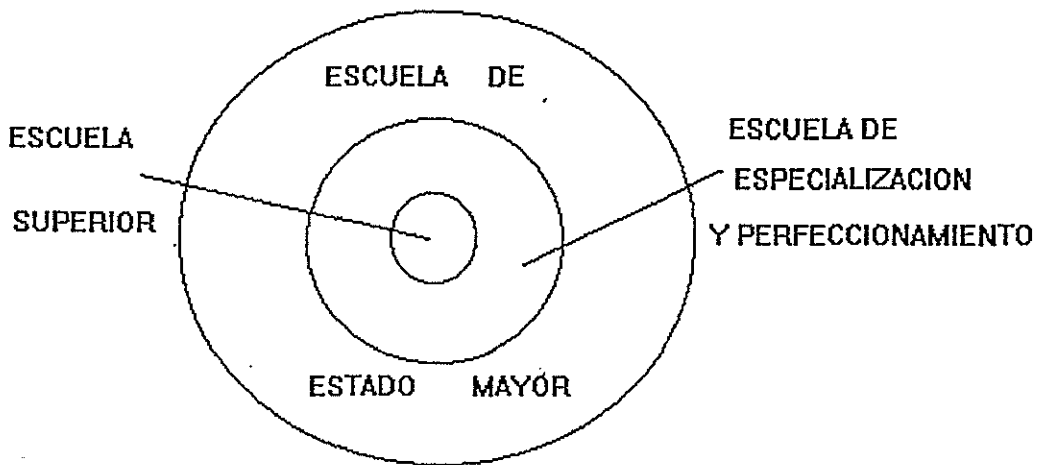 ESCUELA DE
ESCUELA
SUPERIOR
ESCUELA DE
ESPECIALIZACION
Y PERFECCIONAMIENTO
ESTADO MAYOR